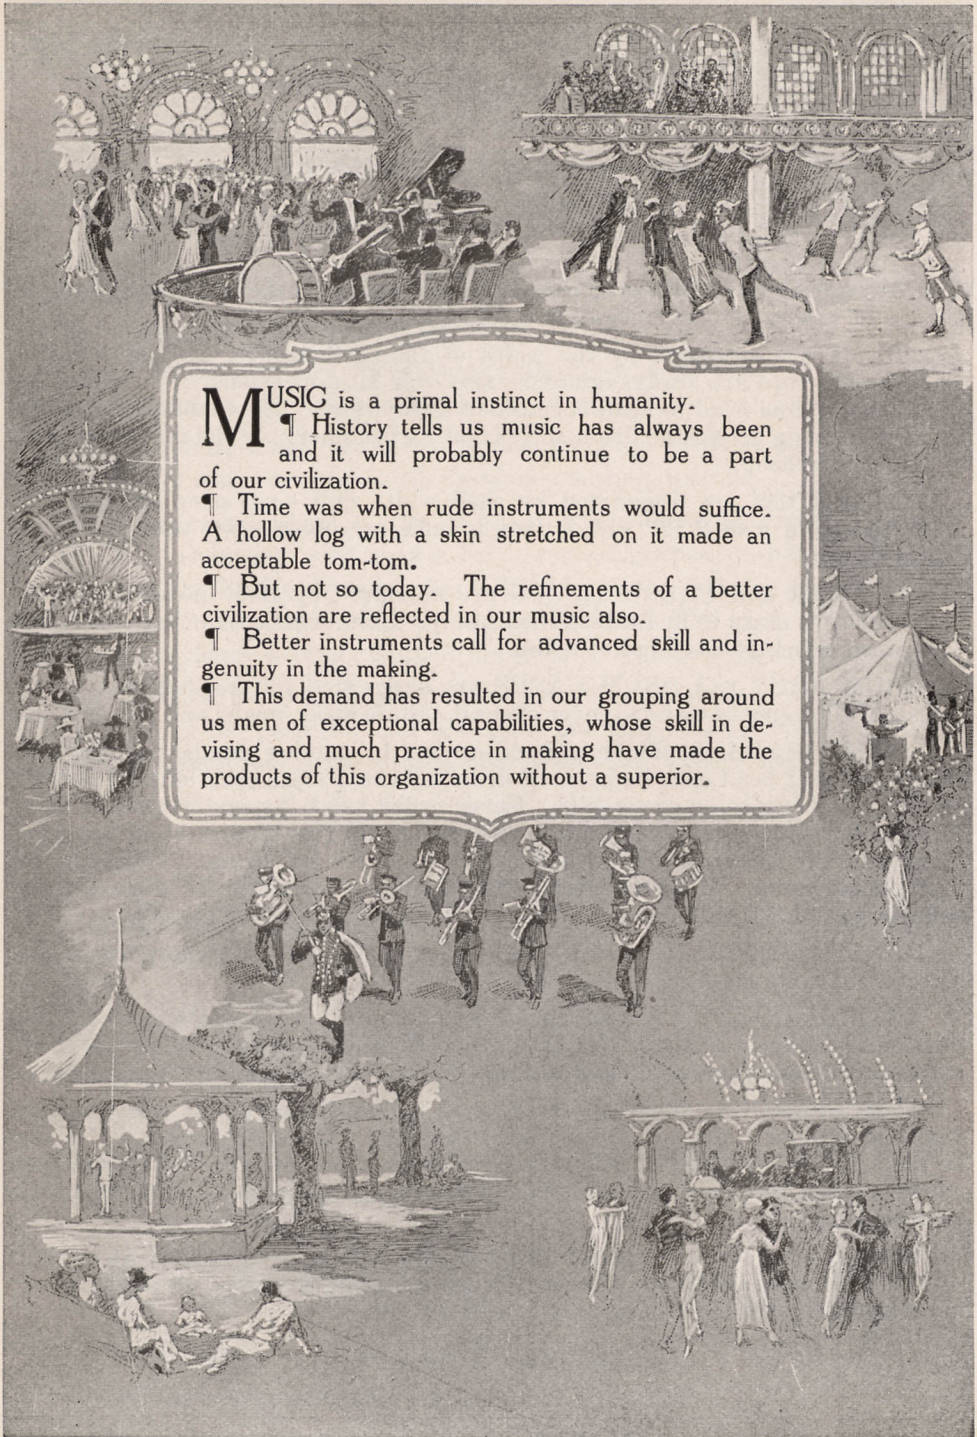 MUSIC is a primal instinct in humanity.
¶ History tells us music has always been
and it will probably continue to be a part
of our civilization.
¶ Time was when rude instruments would suffice.
A hollow log with a skin stretched on it made an
acceptable tom-tom.
¶ But not so today. The refinements of a better
civilization are reflected in our music also.
¶ Better instruments call for advanced skill and in-
genuity in the making.
¶ This demand has resulted in our grouping around
us men of exceptional capabilities, whose skill in de-
vising and much practice in making have made the
products of this organization without a superior.